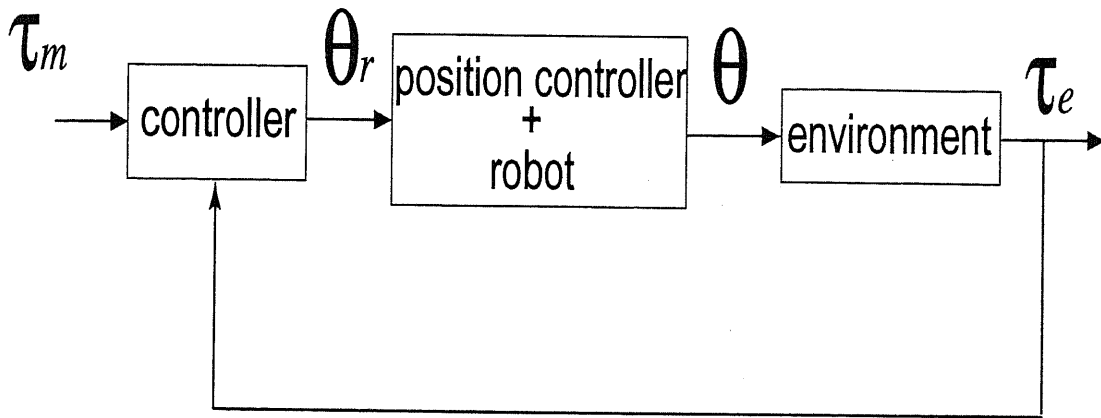 τm
controller
θr
position controller
+
robot
θ
environment
τe